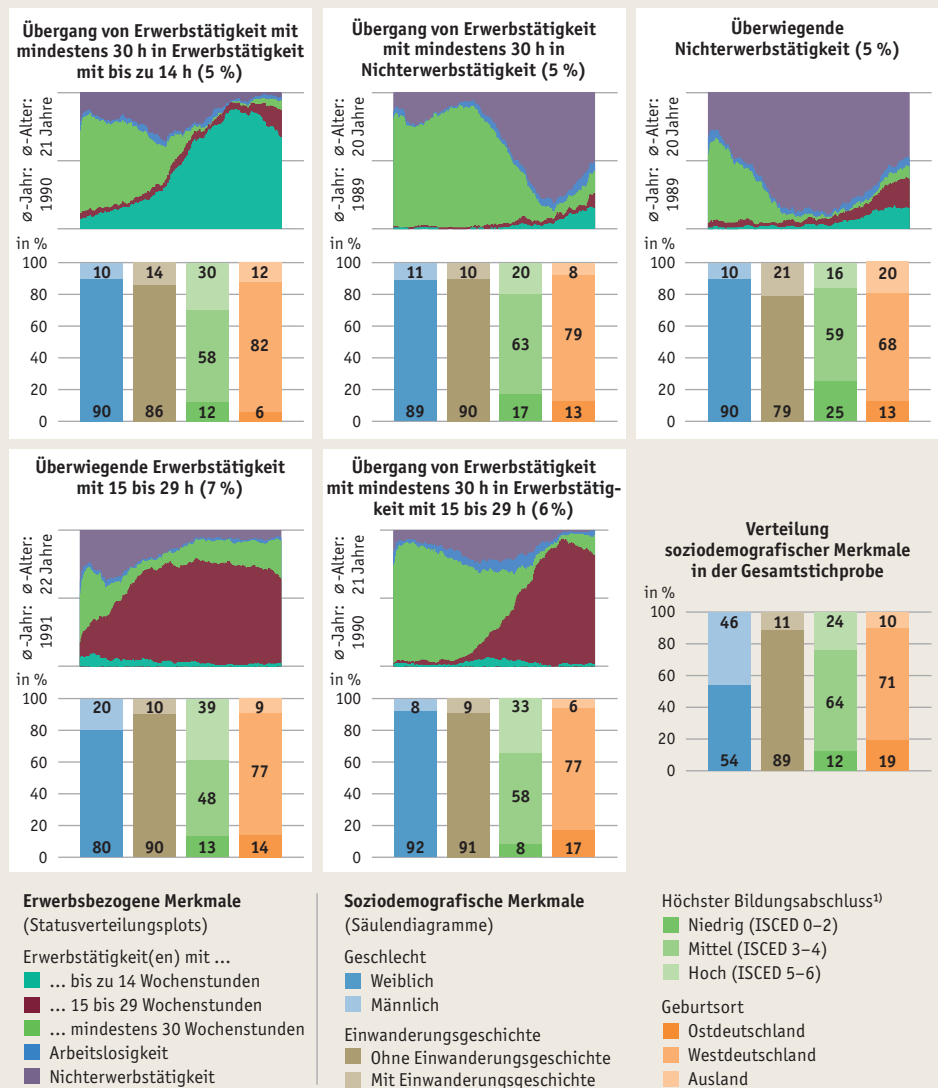 Übergang von Erwerbstätigkeit mit
mindestens 30 h in Erwerbstätigkeit
mit bis zu 14 h (5 %)
ø-Jahr: ø-Alter:
1990 21 Jahre
in %
100
80
60
40
20
0
10 14 30 12
58 82
90 86 12 6
Übergang von Erwerbstätigkeit
mit mindestens 30 h in
Nichterwerbstätigkeit (5 %)
ø-Jahr: ø-Alter:
1989 20 Jahre
in %
100
80
60
40
20
0
11 10 20 8
63 79
89 90 17 13
Überwiegende
Nichterwerbstätigkeit (5 %)
ø-Jahr: ø-Alter:
1989 20 Jahre
in %
100
80
60
40
20
0
10 21 16 20
59 68
90 79 25 13
Überwiegende Erwerbstätigkeit
mit 15 bis 29 h (7 %)
ø-Jahr: ø-Alter:
1991 22 Jahre
in %
100
80
60
40
20
0
20 10 39 9
48 77
80 90 13 14
Übergang von Erwerbstätigkeit
mit mindestens 30 h in Erwerbstätig-
keit mit 15 bis 29 h (6 %)
ø-Jahr: ø-Alter:
1990 21 Jahre
in %
100
80
60
40
20
0
8 9 33 6
58 77
92 91 8 17
Verteilung
soziodemografischer Merkmale
in der Gesamtstichprobe
in %
100
80
60
40
20
0
46 11 24 10
64 71
54 89 12 19
Erwerbsbezogene Merkmale
(Statusverteilungsplots)
Erwerbstätigkeit(en) mit ...
... bis zu 14 Wochenstunden
... 15 bis 29 Wochenstunden
... mindestens 30 Wochenstunden
Arbeitslosigkeit
Nichterwerbstätigkeit
Soziodemografische Merkmale
(Säulendiagramme)
Geschlecht
Weiblich
Männlich
Einwanderungsgeschichte
Ohne Einwanderungsgeschichte
Mit Einwanderungsgeschichte
Höchster Bildungsabschluss¹⁾
Niedrig (ISCED 0–2)
Mittel (ISCED 3–4)
Hoch (ISCED 5–6)
Geburtsort
Ostdeutschland
Westdeutschland
Ausland